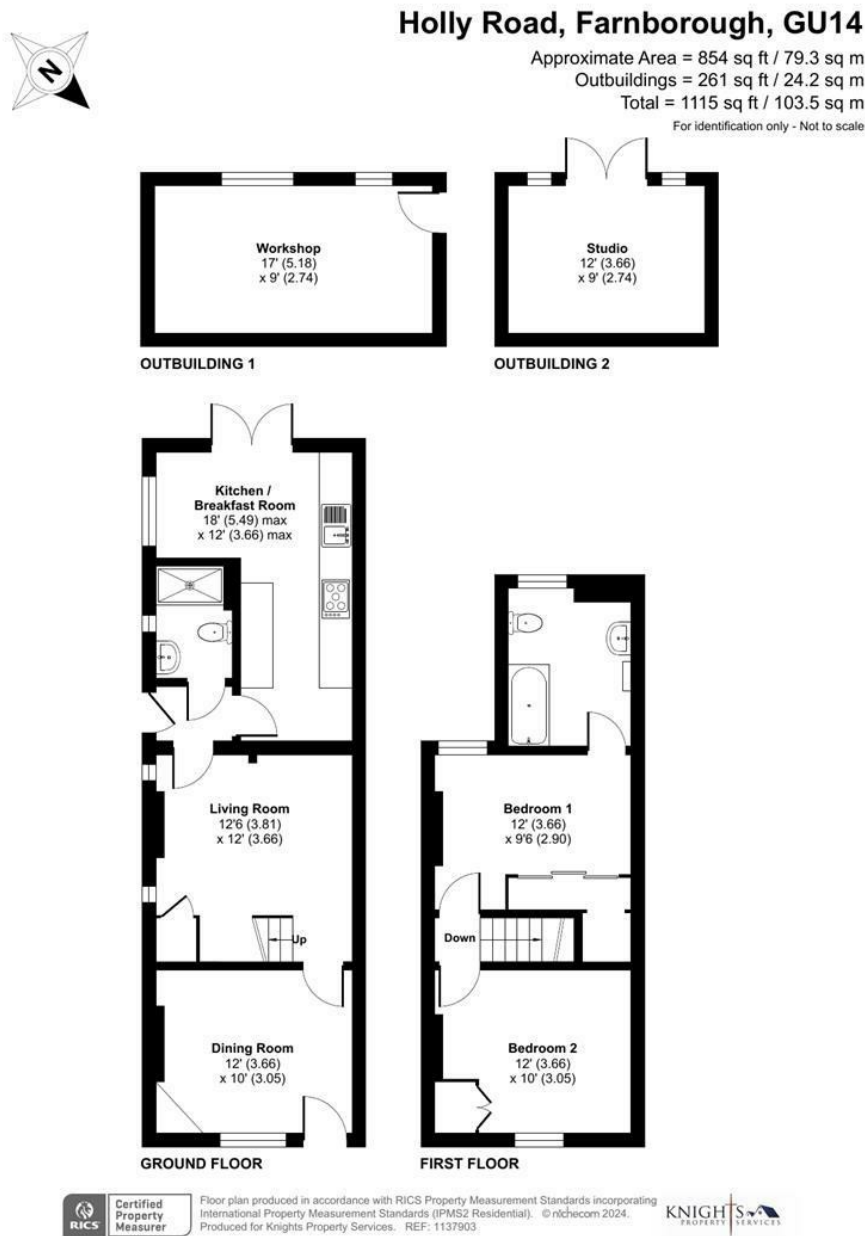 Holly Road, Farnborough, GU14
Approximate Area = 854 sq ft / 79.3 sq m
Outbuildings = 261 sq ft / 24.2 sq m
Total = 1115 sq ft / 103.5 sq m
For identification only - Not to scale
N
Workshop
17' (5.18)
x 9' (2.74)
Studio
12' (3.66)
x 9' (2.74)
OUTBUILDING 1
OUTBUILDING 2
Kitchen /
Breakfast Room
18' (5.49) max
x 12' (3.66) max
Living Room
12'6 (3.81)
x 12' (3.66)
Up
Dining Room
12' (3.66)
x 10' (3.05)
GROUND FLOOR
Bedroom 1
12' (3.66)
x 9'6 (2.90)
Down
Bedroom 2
12' (3.66)
x 10' (3.05)
FIRST FLOOR
RICS
Certified
Property
Measurer
Floor plan produced in accordance with RICS Property Measurement Standards incorporating
International Property Measurement Standards (IPMS2 Residential). © nichecom 2024.
Produced for Knights Property Services. REF: 1137903
KNIGHTS
PROPERTY SERVICES